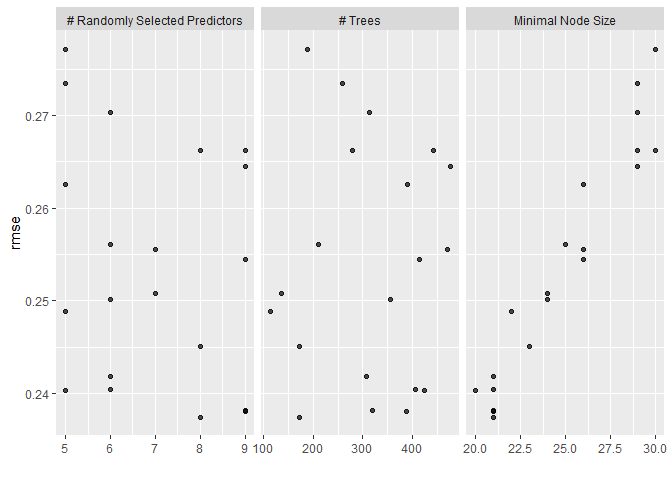 # Randomly Selected Predictors
# Trees
Minimal Node Size
rmse
0.27
0.26
0.25
0.24
5 6 7 8 9
100 200 300 400
20.0 22.5 25.0 27.5 30.0